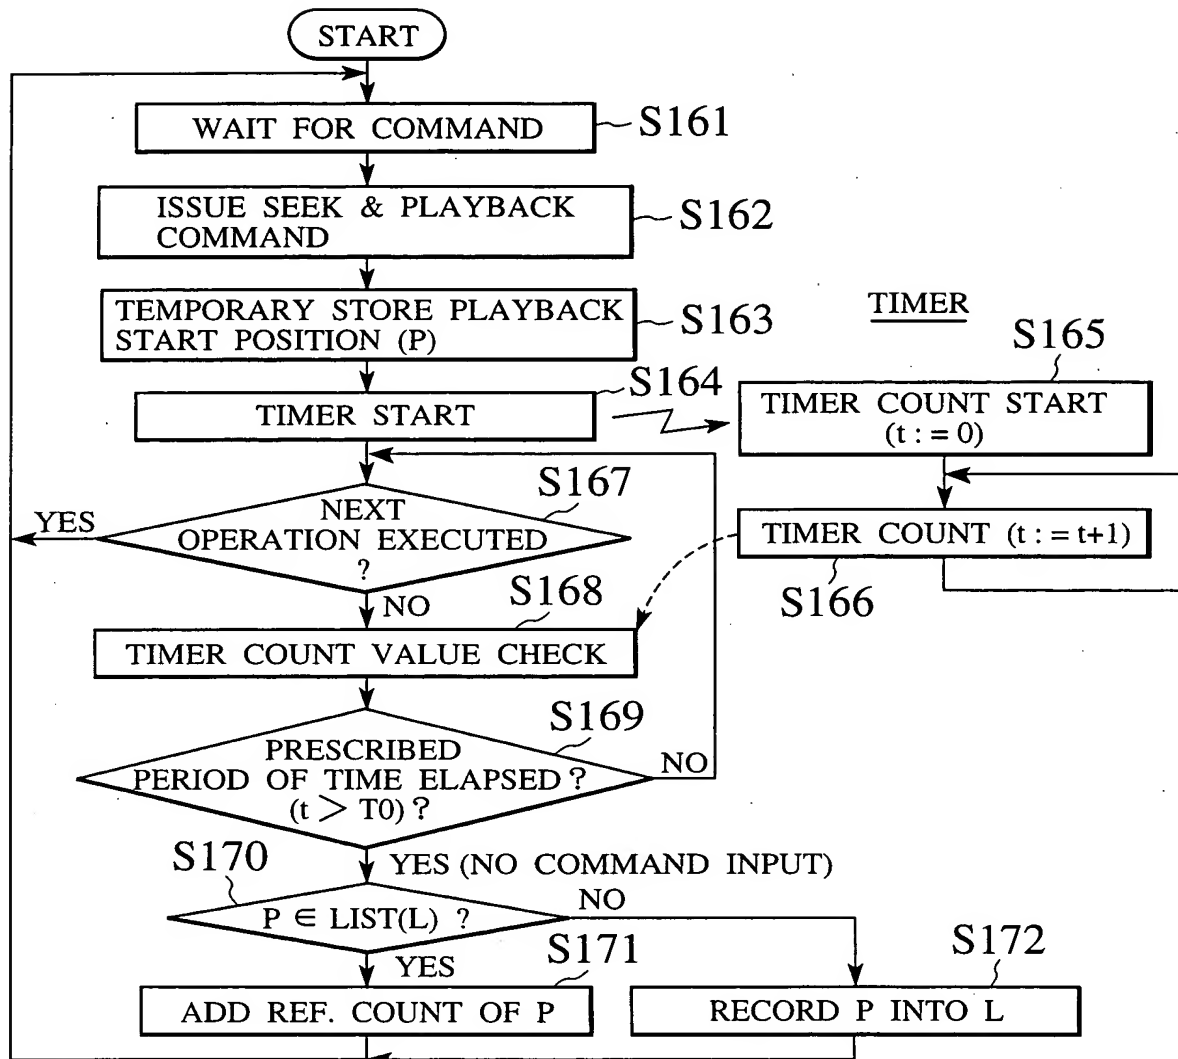 START
WAIT FOR COMMAND
S161
ISSUE SEEK & PLAYBACK
COMMAND
S162
TEMPORARY STORE PLAYBACK
START POSITION (P)
S163
TIMER START
S164
TIMER
S165
TIMER COUNT START
(t : = 0)
TIMER COUNT (t : = t+1)
S166
S167
NEXT
OPERATION EXECUTED
?
YES
NO
S168
TIMER COUNT VALUE CHECK
S169
PRESCRIBED
PERIOD OF TIME ELAPSED ?
(t > T0) ?
NO
YES (NO COMMAND INPUT)
S170
P ∈ LIST(L) ?
NO
YES
S171
ADD REF. COUNT OF P
S172
RECORD P INTO L